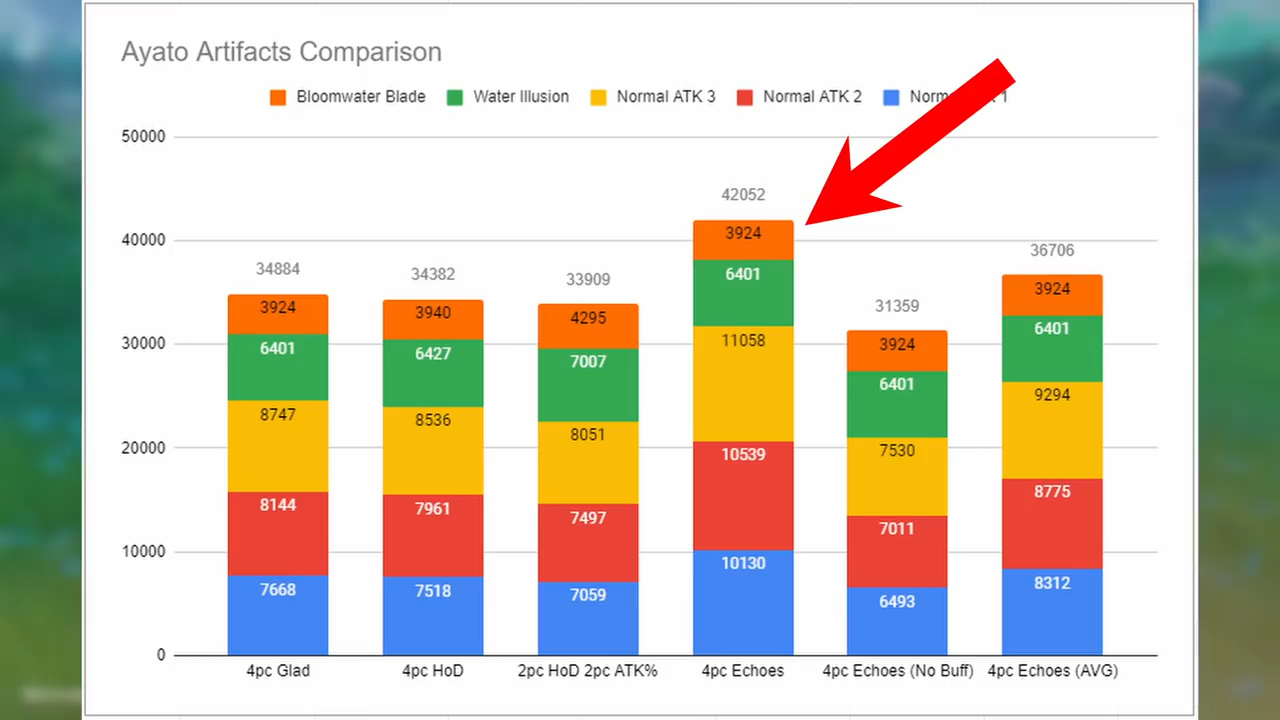 Ayato Artifacts Comparison
Bloomwater Blade Water Illusion Normal ATK 3 Normal ATK 2 1
50000
42052
40000
3924
36706
34884 34382 33909
6401
3924
31359
3924 3940 4295
6401
30000
6401 6427 7007
11058
3924
6401
9294
8747 8536 8051
7530
20000
10539
8775
8144 7961 7497
7011
10000
10130
8312
7668 7518 7059
6493
0
4pc Glad 4pc HoD 2pc HoD 2pc ATK% 4pc Echoes 4pc Echoes (No Buff) 4pc Echoes (AVG)